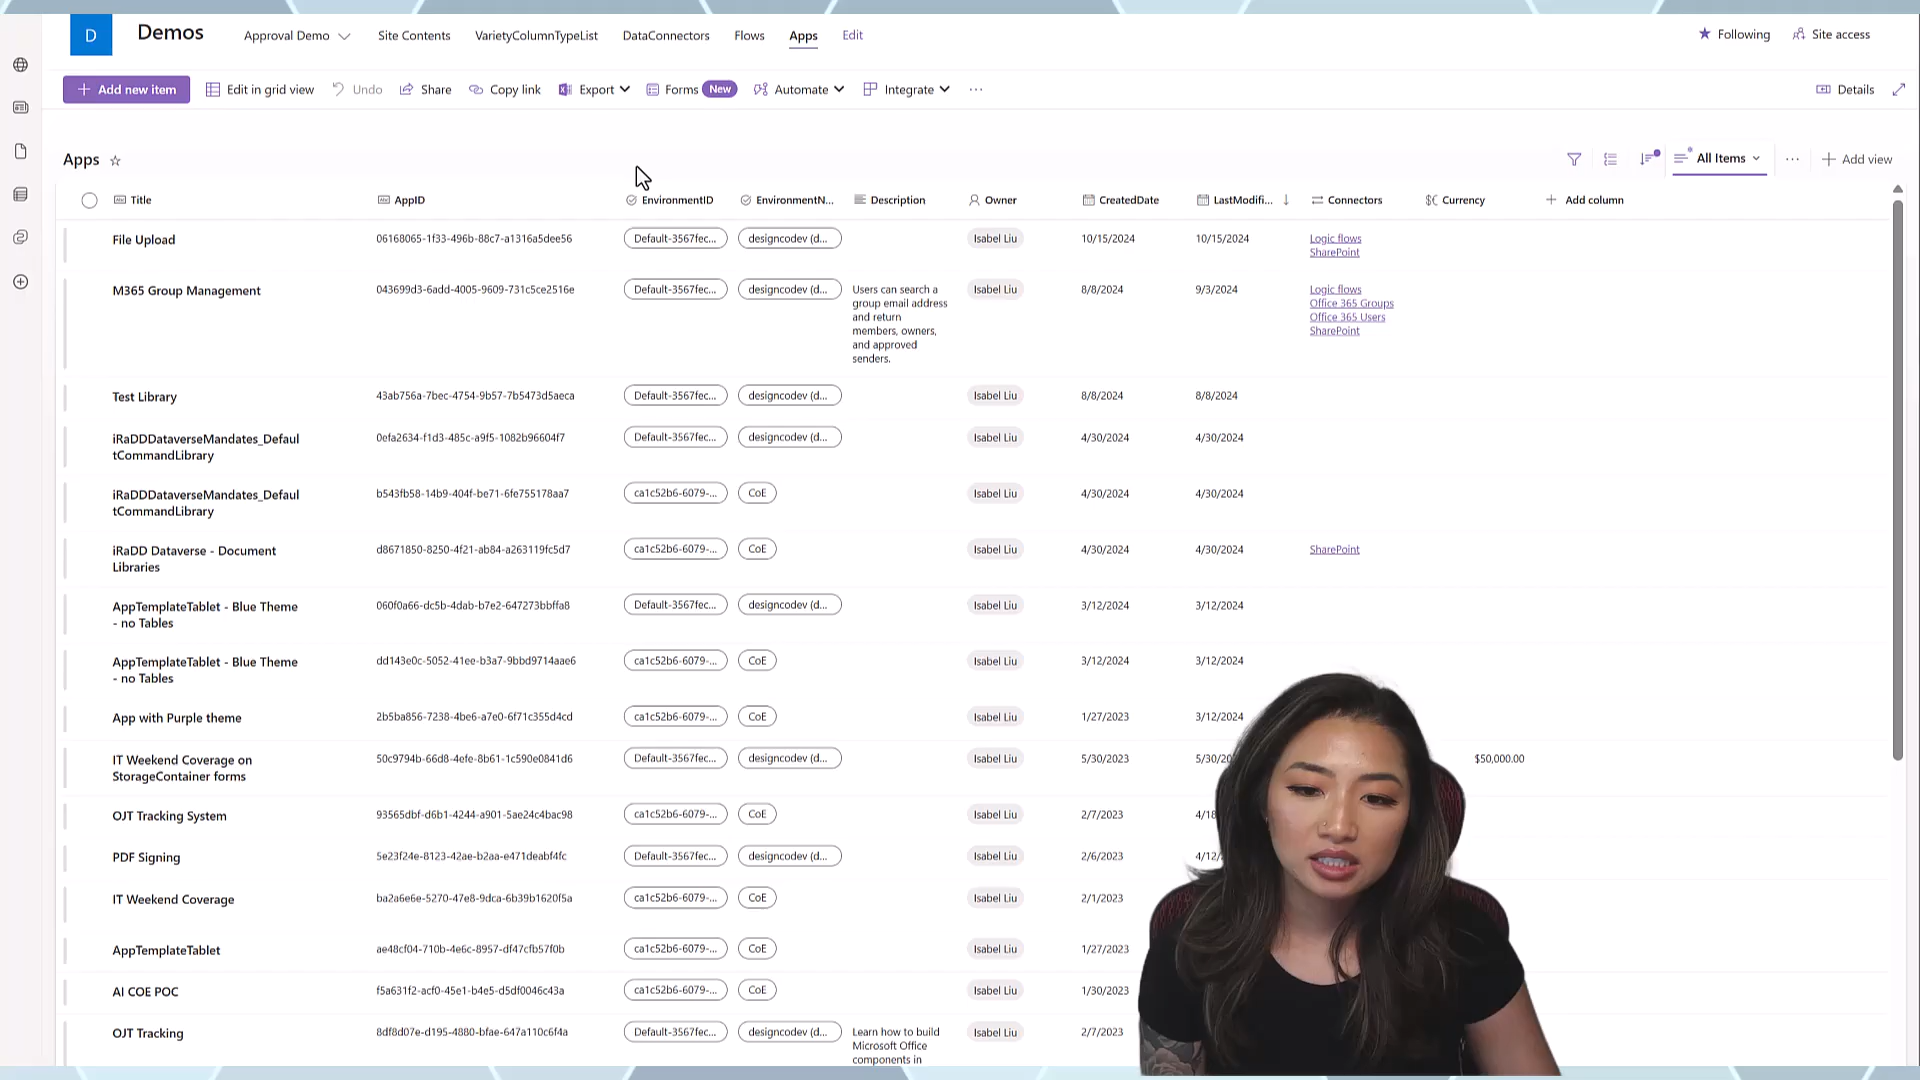 D
Demos
Approval Demo
Site Contents
VarietyColumnTypeList
DataConnectors
Flows
Apps
Edit
Following
Site access
Add new item
Edit in grid view
Undo
Share
Copy link
Export
Forms New
Automate
Integrate
...
Details
Apps
All Items
...
Add view
Title
AppID
EnvironmentID
EnvironmentN...
Description
Owner
CreatedDate
LastModifi...
Connectors
Currency
Add column
File Upload
06168065-1f33-496b-88c7-a1316a5dee56
Default-3567fec...
designcodev (d...
Isabel Liu
10/15/2024
10/15/2024
Logic flows
SharePoint
M365 Group Management
043699d3-6add-4005-9609-731c5ce2516e
Default-3567fec...
designcodev (d...
Users can search a
group email address
and return
members, owners,
and approved
senders.
Isabel Liu
8/8/2024
9/3/2024
Logic flows
Office 365 Groups
Office 365 Users
SharePoint
Test Library
43ab756a-7bec-4754-9b57-7b5473d5aeca
Default-3567fec...
designcodev (d...
Isabel Liu
8/8/2024
8/8/2024
iRaDDDataverseMandates_Defaul
tCommandLibrary
0efa2634-f1d3-485c-a9f5-1082b96604f7
Default-3567fec...
designcodev (d...
Isabel Liu
4/30/2024
4/30/2024
iRaDDDataverseMandates_Defaul
tCommandLibrary
b543fb58-14b9-404f-be71-6fe755178aa7
ca1c52b6-6079-...
CoE
Isabel Liu
4/30/2024
4/30/2024
iRaDD Dataverse - Document
Libraries
d8671850-8250-4f21-ab84-a263119fc5d7
ca1c52b6-6079-...
CoE
Isabel Liu
4/30/2024
4/30/2024
SharePoint
AppTemplateTablet - Blue Theme
- no Tables
060f0a66-dc5b-4dab-b7e2-647273bbffa8
Default-3567fec...
designcodev (d...
Isabel Liu
3/12/2024
3/12/2024
AppTemplateTablet - Blue Theme
- no Tables
dd143e0c-5052-41ee-b3a7-9bbd9714aae6
ca1c52b6-6079-...
CoE
Isabel Liu
3/12/2024
3/12/2024
App with Purple theme
2b5ba856-7238-4be6-a7e0-6f71c355d4cd
ca1c52b6-6079-...
CoE
Isabel Liu
1/27/2023
3/12/2024
IT Weekend Coverage on
StorageContainer forms
50c9794b-66d8-4efe-8b61-1c590e0841d6
Default-3567fec...
designcodev (d...
Isabel Liu
5/30/2023
5/30/20
$50,000.00
OJT Tracking System
93565dbf-d6b1-4244-a901-5ae24c4bac98
ca1c52b6-6079-...
CoE
Isabel Liu
2/7/2023
4/18
PDF Signing
5e23f24e-8123-42ae-b2aa-e471deabf4fc
Default-3567fec...
designcodev (d...
Isabel Liu
2/6/2023
4/12/
IT Weekend Coverage
ba2a6e6e-5270-47e8-9dca-6b39b1620f5a
ca1c52b6-6079-...
CoE
Isabel Liu
2/1/2023
AppTemplateTablet
ae48cf04-710b-4e6c-8957-df47cfb57f0b
ca1c52b6-6079-...
CoE
Isabel Liu
1/27/2023
AI COE POC
f5a631f2-acf0-45e1-b4e5-d5df0046c43a
ca1c52b6-6079-...
CoE
Isabel Liu
1/30/2023
OJT Tracking
8df8d07e-d195-4880-bfae-647a110c6f4a
Default-3567fec...
designcodev (d...
Learn how to build
Microsoft Office
components in
Isabel Liu
2/7/2023